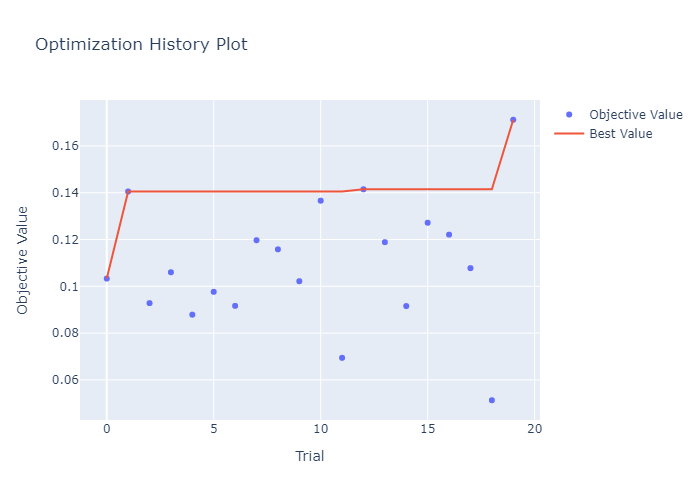 Optimization History Plot
Objective Value
Best Value
0.16
0.14
0.12
0.1
0.08
0.06
Objective Value
0
5
10
15
20
Trial